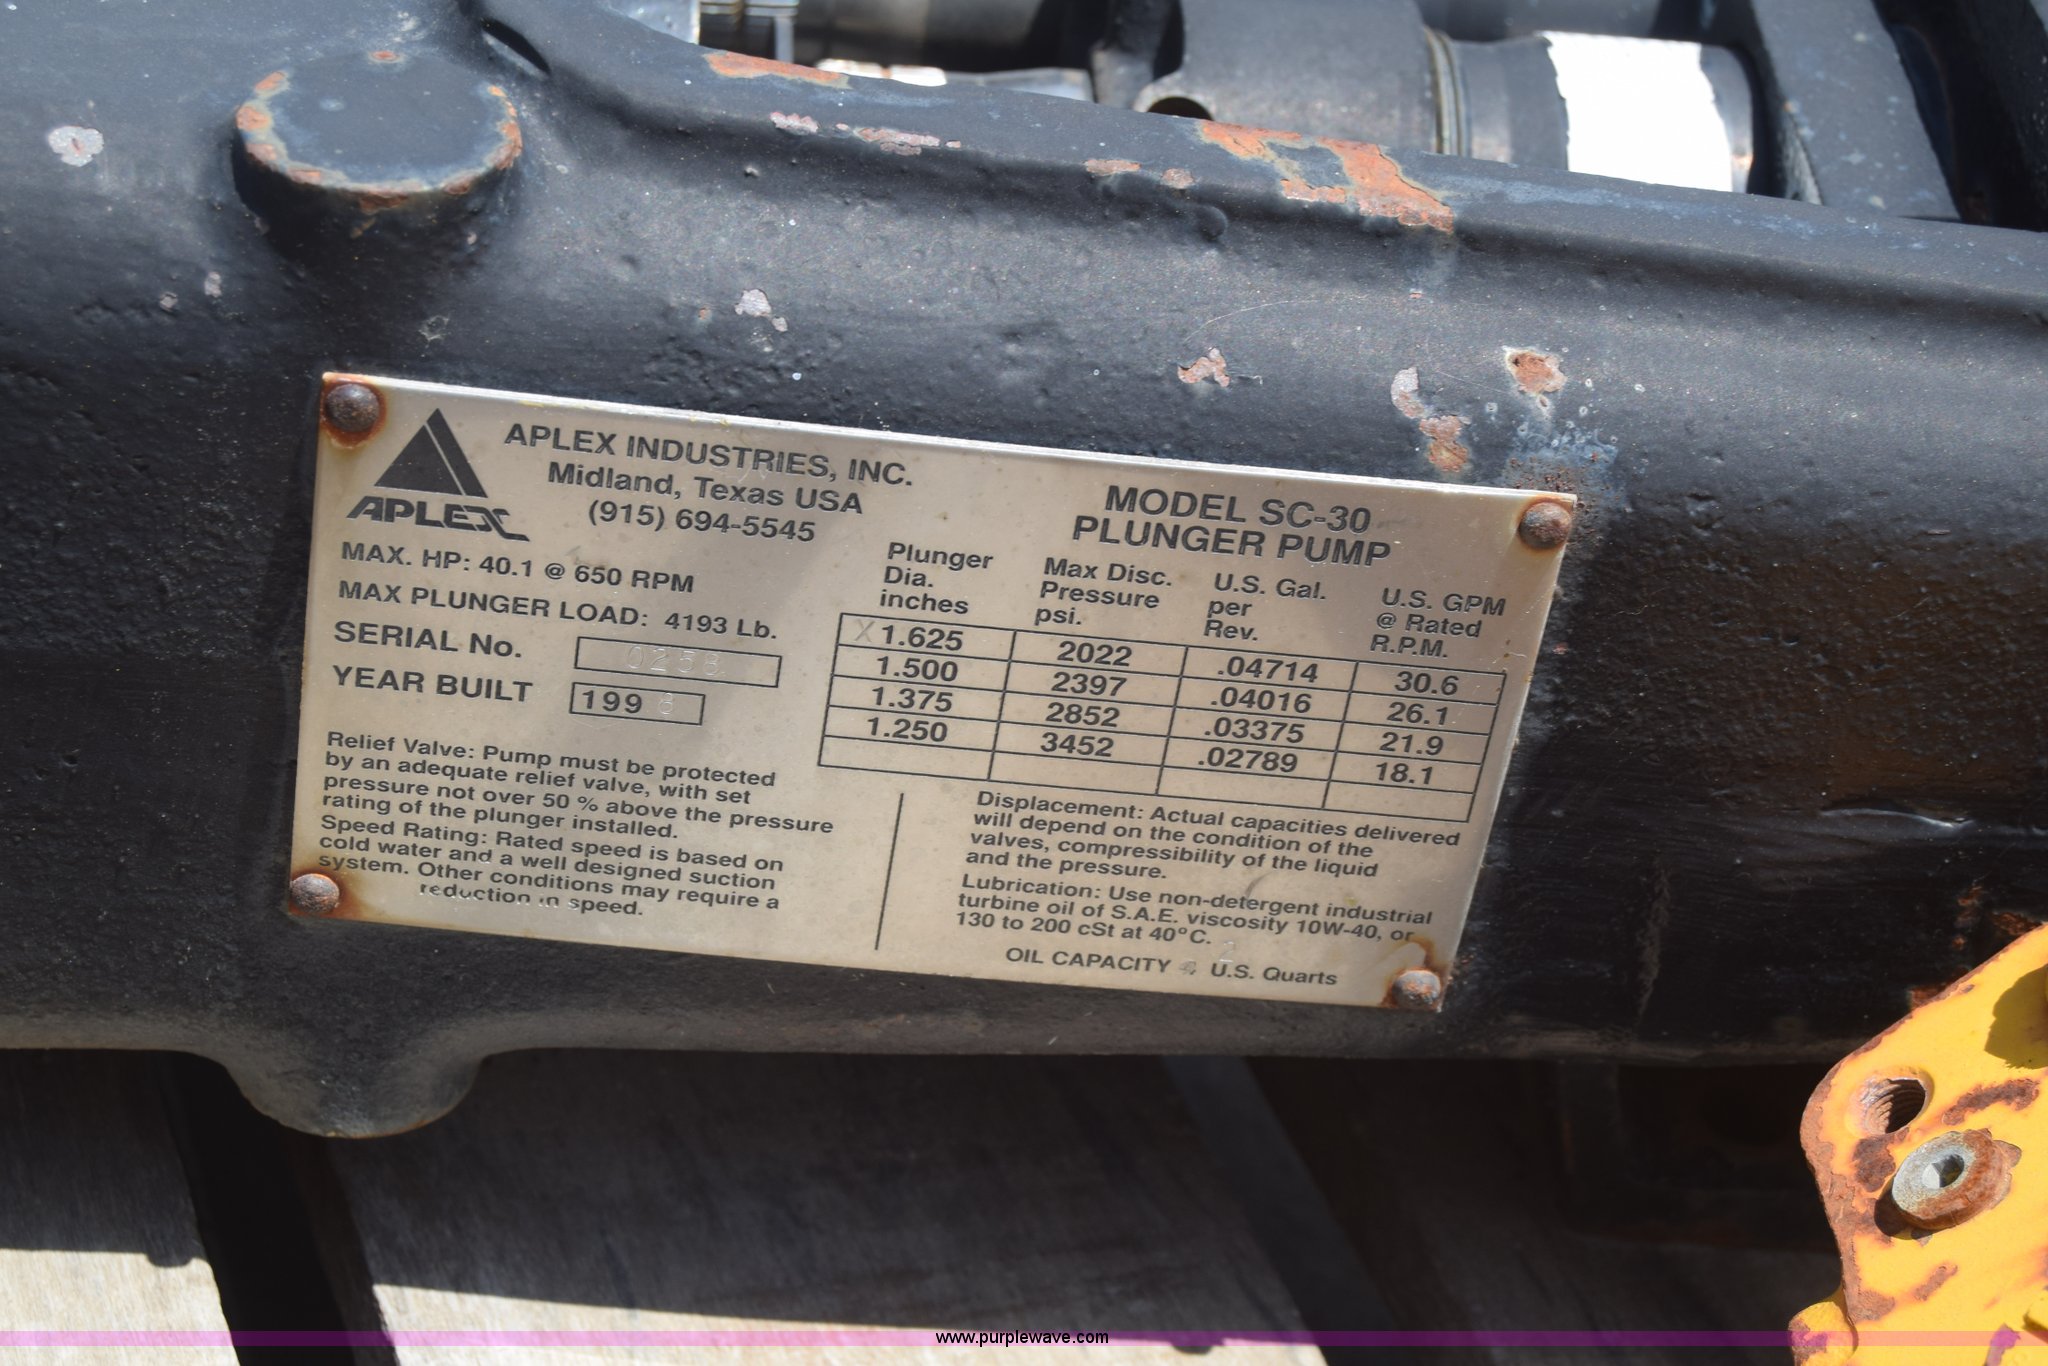 APLEX
APLEX INDUSTRIES, INC.
Midland, Texas USA
(915) 694-5545
MAX. HP: 40.1 @ 650 RPM
MAX PLUNGER LOAD: 4193 Lb.
SERIAL No. 0258
YEAR BUILT 199
Relief Valve: Pump must be protected
by an adequate relief valve, with set
pressure not over 50 % above the pressure
rating of the plunger installed.
Speed Rating: Rated speed is based on
cold water and a well designed suction
system. Other conditions may require a
reduction in speed.
MODEL SC-30
PLUNGER PUMP
Plunger Dia. inches Max Disc. Pressure psi. U.S. Gal. per Rev. U.S. GPM @ Rated R.P.M.
X 1.625 2022 .04714 30.6
1.500 2397 .04016 26.1
1.375 2852 .03375 21.9
1.250 3452 .02789 18.1
Displacement: Actual capacities delivered
will depend on the condition of the
valves, compressibility of the liquid
and the pressure.
Lubrication: Use non-detergent industrial
turbine oil of S.A.E. viscosity 10W-40, or
130 to 200 cSt at 40°C.
OIL CAPACITY 2 U.S. Quarts
www.purplewave.com